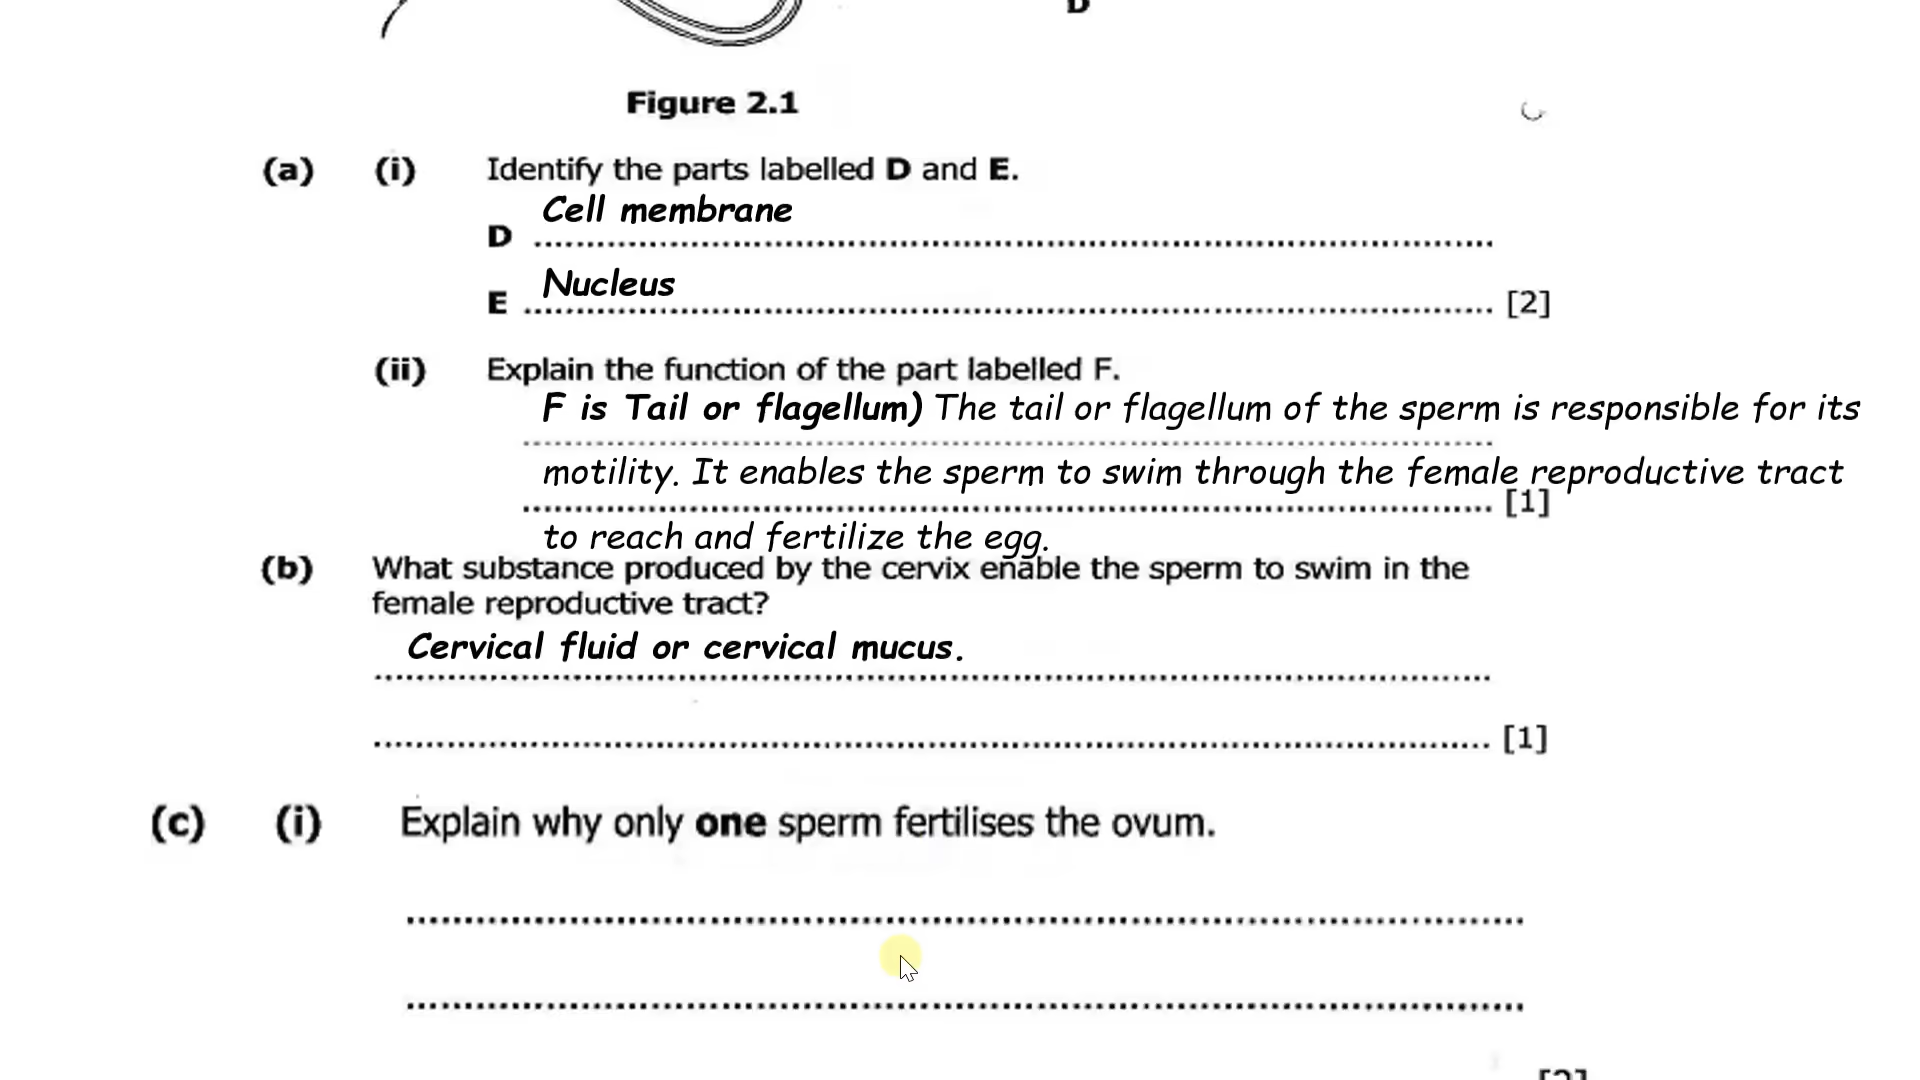 D
Figure 2.1
(a) (i) Identify the parts labelled D and E.
Cell membrane
D
Nucleus
E [2]
(ii) Explain the function of the part labelled F.
F is Tail or flagellum) The tail or flagellum of the sperm is responsible for its
motility. It enables the sperm to swim through the female reproductive tract
[1]
to reach and fertilize the egg.
(b) What substance produced by the cervix enable the sperm to swim in the
female reproductive tract?
Cervical fluid or cervical mucus.
[1]
(c) (i) Explain why only one sperm fertilises the ovum.